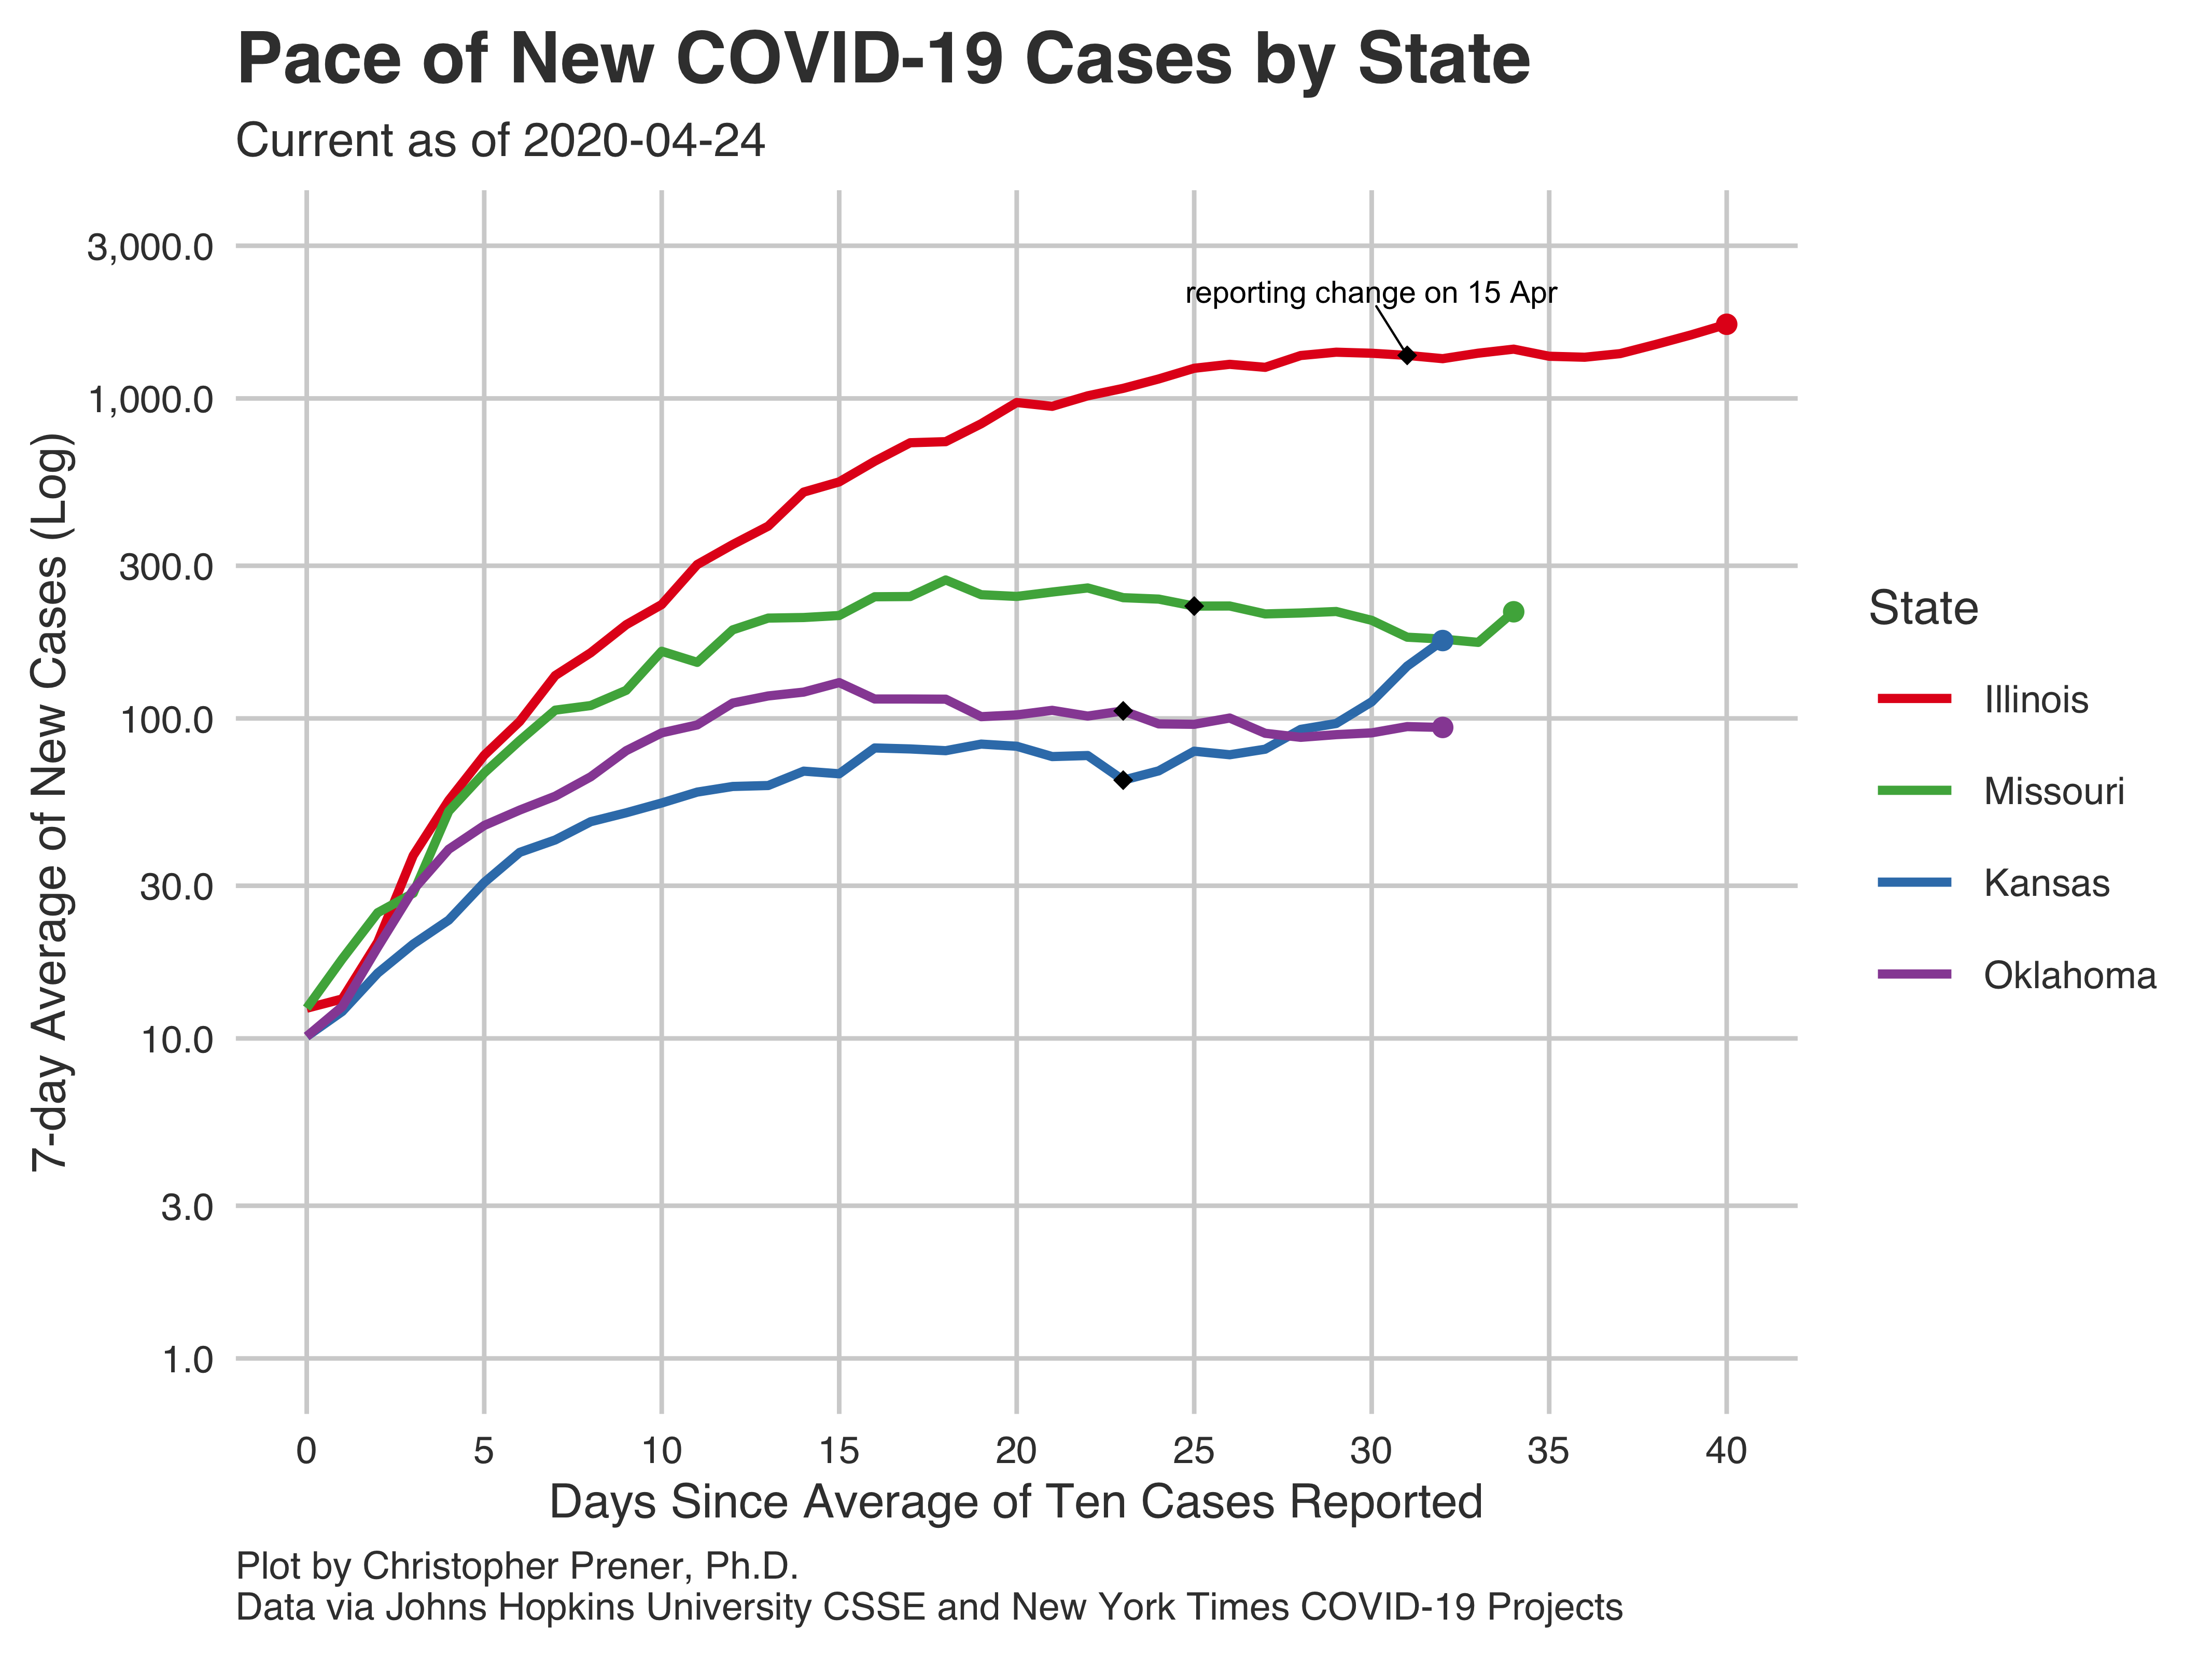 Pace of New COVID-19 Cases by State
Current as of 2020-04-24
7-day Average of New Cases (Log)
3,000.0
1,000.0
300.0
100.0
30.0
10.0
3.0
1.0
reporting change on 15 Apr
State
Illinois
Missouri
Kansas
Oklahoma
0 5 10 15 20 25 30 35 40
Days Since Average of Ten Cases Reported
Plot by Christopher Prener, Ph.D.
Data via Johns Hopkins University CSSE and New York Times COVID-19 Projects